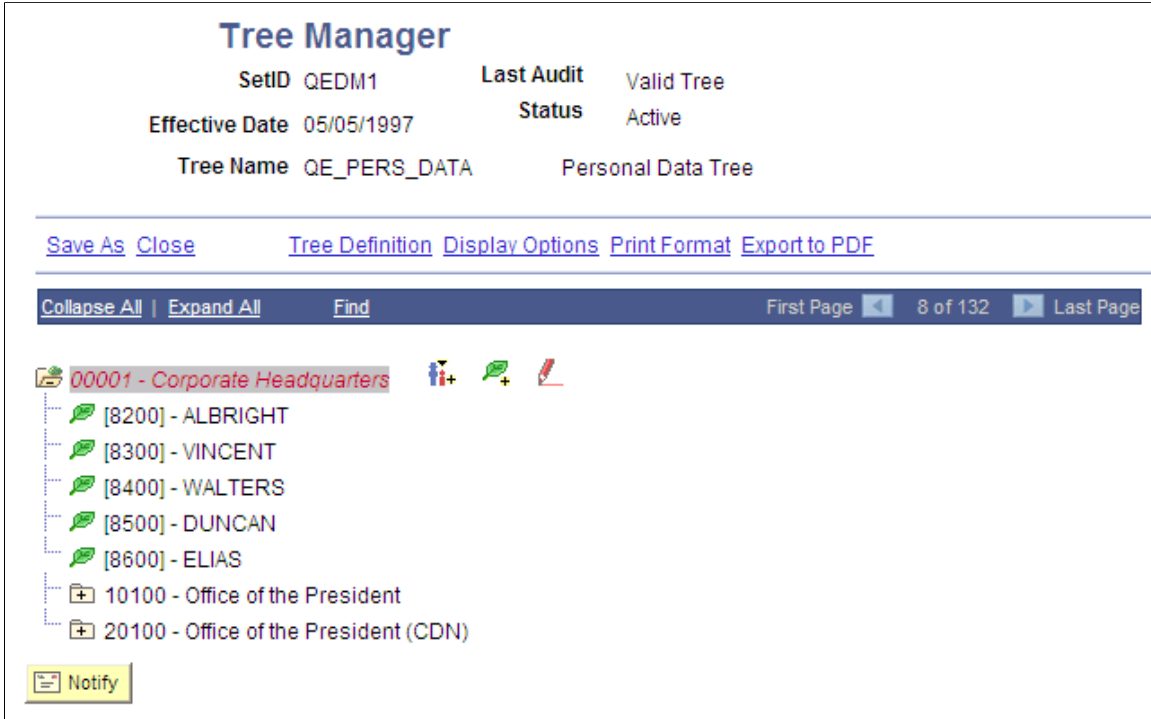 Tree Manager
SetID QEDM1 Last Audit Valid Tree
Effective Date 05/05/1997 Status Active
Tree Name QE_PERS_DATA Personal Data Tree
Save As Close Tree Definition Display Options Print Format Export to PDF
Collapse All | Expand All Find First Page 8 of 132 Last Page
00001 - Corporate Headquarters
[8200] - ALBRIGHT
[8300] - VINCENT
[8400] - WALTERS
[8500] - DUNCAN
[8600] - ELIAS
10100 - Office of the President
20100 - Office of the President (CDN)
Notify